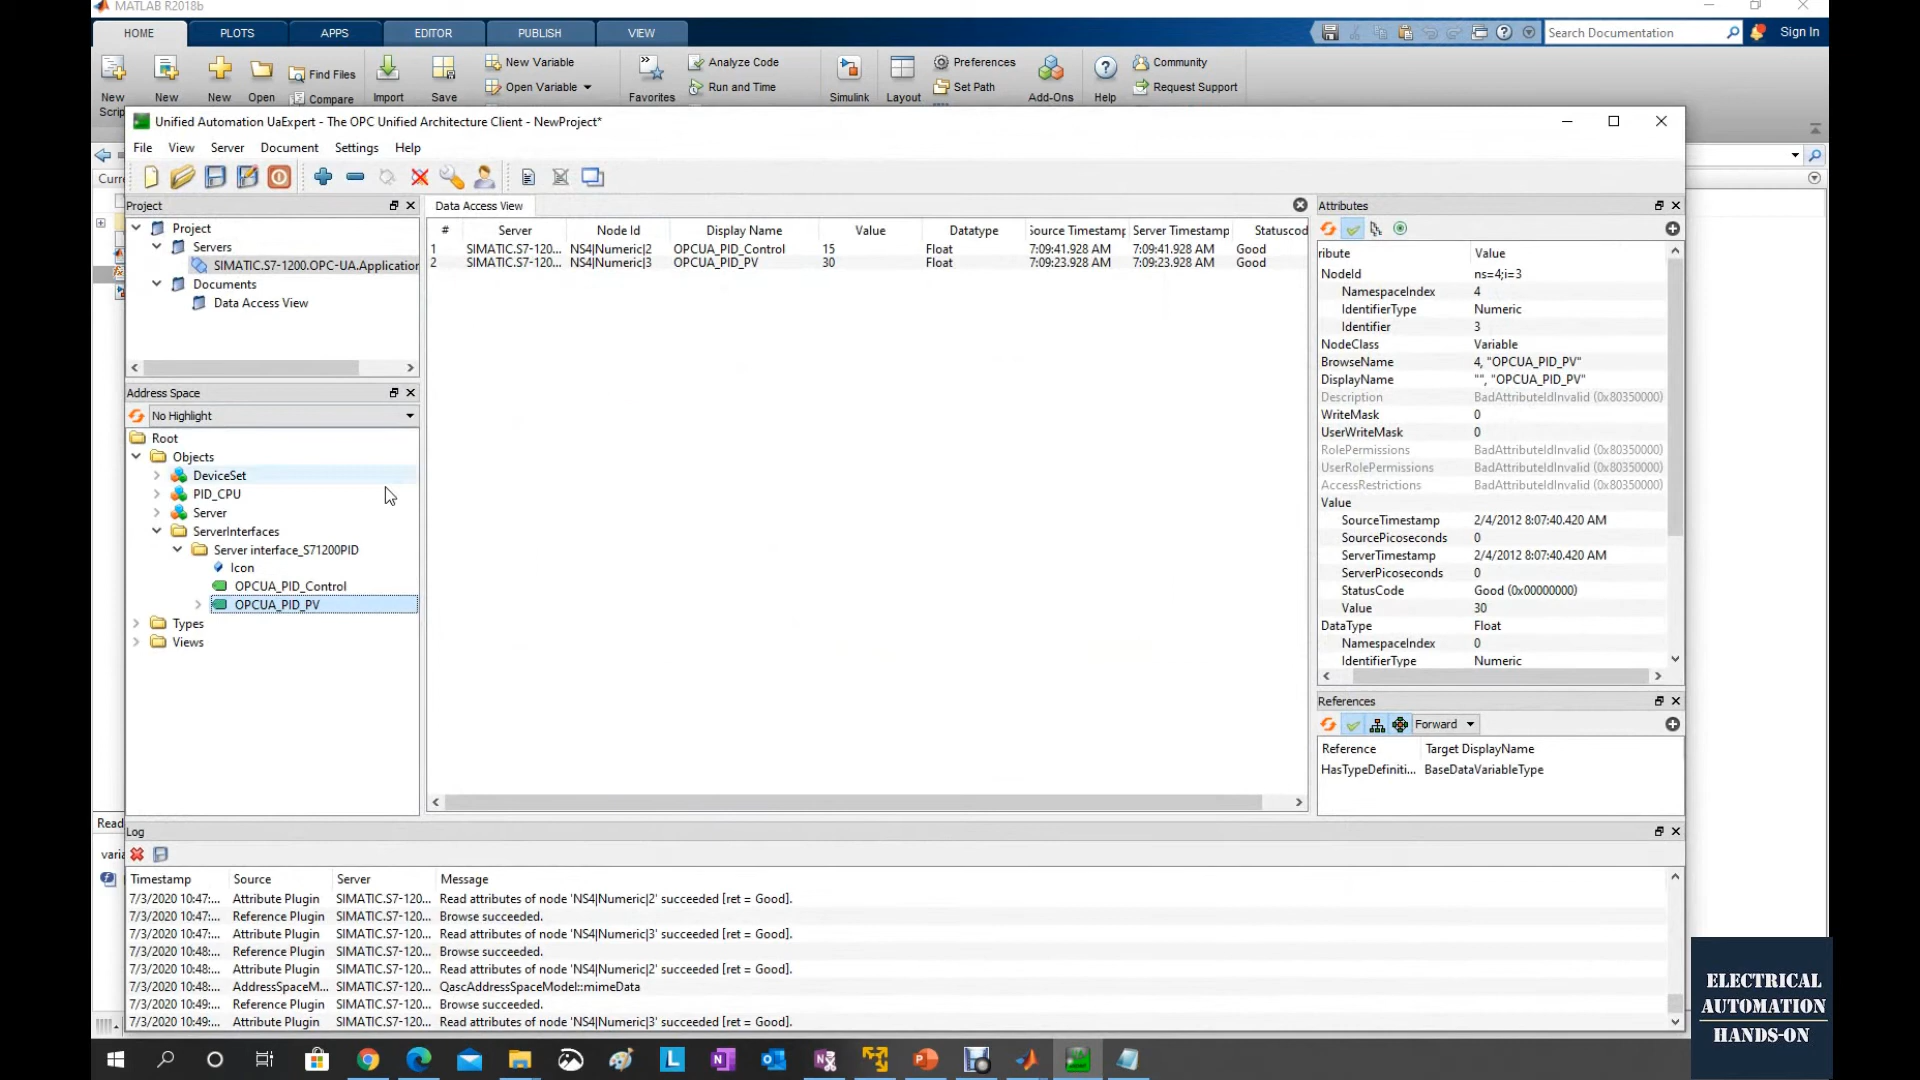 MATLAB R2018b
HOME PLOTS APPS EDITOR PUBLISH VIEW
Search Documentation
Sign In
New New New Open Find Files Import Save New Variable Favorites Analyze Code Simulink Layout Preferences Add-Ons Help Community
Scrip Compare Open Variable Run and Time Set Path Request Support
Unified Automation UaExpert - The OPC Unified Architecture Client - NewProject*
File View Server Document Settings Help
Curre
Project
Project
Servers
SIMATIC.S7-1200.OPC-UA.Application
Documents
Data Access View
Address Space
No Highlight
Root
Objects
DeviceSet
PID_CPU
Server
ServerInterfaces
Server interface_S71200PID
Icon
OPCUA_PID_Control
OPCUA_PID_PV
Types
Views
Data Access View
# Server Node Id Display Name Value Datatype Source Timestamp Server Timestamp Statuscod
1 SIMATIC.S7-120... NS4|Numeric|2 OPCUA_PID_Control 15 Float 7:09:41.928 AM 7:09:41.928 AM Good
2 SIMATIC.S7-120... NS4|Numeric|3 OPCUA_PID_PV 30 Float 7:09:23.928 AM 7:09:23.928 AM Good
Attributes
ribute Value
NodeId ns=4;i=3
NamespaceIndex 4
IdentifierType Numeric
Identifier 3
NodeClass Variable
BrowseName 4, "OPCUA_PID_PV"
DisplayName "", "OPCUA_PID_PV"
Description BadAttributeIdInvalid (0x80350000)
WriteMask 0
UserWriteMask 0
RolePermissions BadAttributeIdInvalid (0x80350000)
UserRolePermissions BadAttributeIdInvalid (0x80350000)
AccessRestrictions BadAttributeIdInvalid (0x80350000)
Value
SourceTimestamp 2/4/2012 8:07:40.420 AM
SourcePicoseconds 0
ServerTimestamp 2/4/2012 8:07:40.420 AM
ServerPicoseconds 0
StatusCode Good (0x00000000)
Value 30
DataType Float
NamespaceIndex 0
IdentifierType Numeric
References
Forward
Reference Target DisplayName
HasTypeDefiniti... BaseDataVariableType
Read
varia
Log
Timestamp Source Server Message
7/3/2020 10:47:... Attribute Plugin SIMATIC.S7-120... Read attributes of node 'NS4|Numeric|2' succeeded [ret = Good].
7/3/2020 10:47:... Reference Plugin SIMATIC.S7-120... Browse succeeded.
7/3/2020 10:47:... Attribute Plugin SIMATIC.S7-120... Read attributes of node 'NS4|Numeric|3' succeeded [ret = Good].
7/3/2020 10:48:... Reference Plugin SIMATIC.S7-120... Browse succeeded.
7/3/2020 10:48:... Attribute Plugin SIMATIC.S7-120... Read attributes of node 'NS4|Numeric|2' succeeded [ret = Good].
7/3/2020 10:48:... AddressSpaceM... SIMATIC.S7-120... QascAddressSpaceModel::mimeData
7/3/2020 10:49:... Reference Plugin SIMATIC.S7-120... Browse succeeded.
7/3/2020 10:49:... Attribute Plugin SIMATIC.S7-120... Read attributes of node 'NS4|Numeric|3' succeeded [ret = Good].
ELECTRICAL
AUTOMATION
HANDS-ON